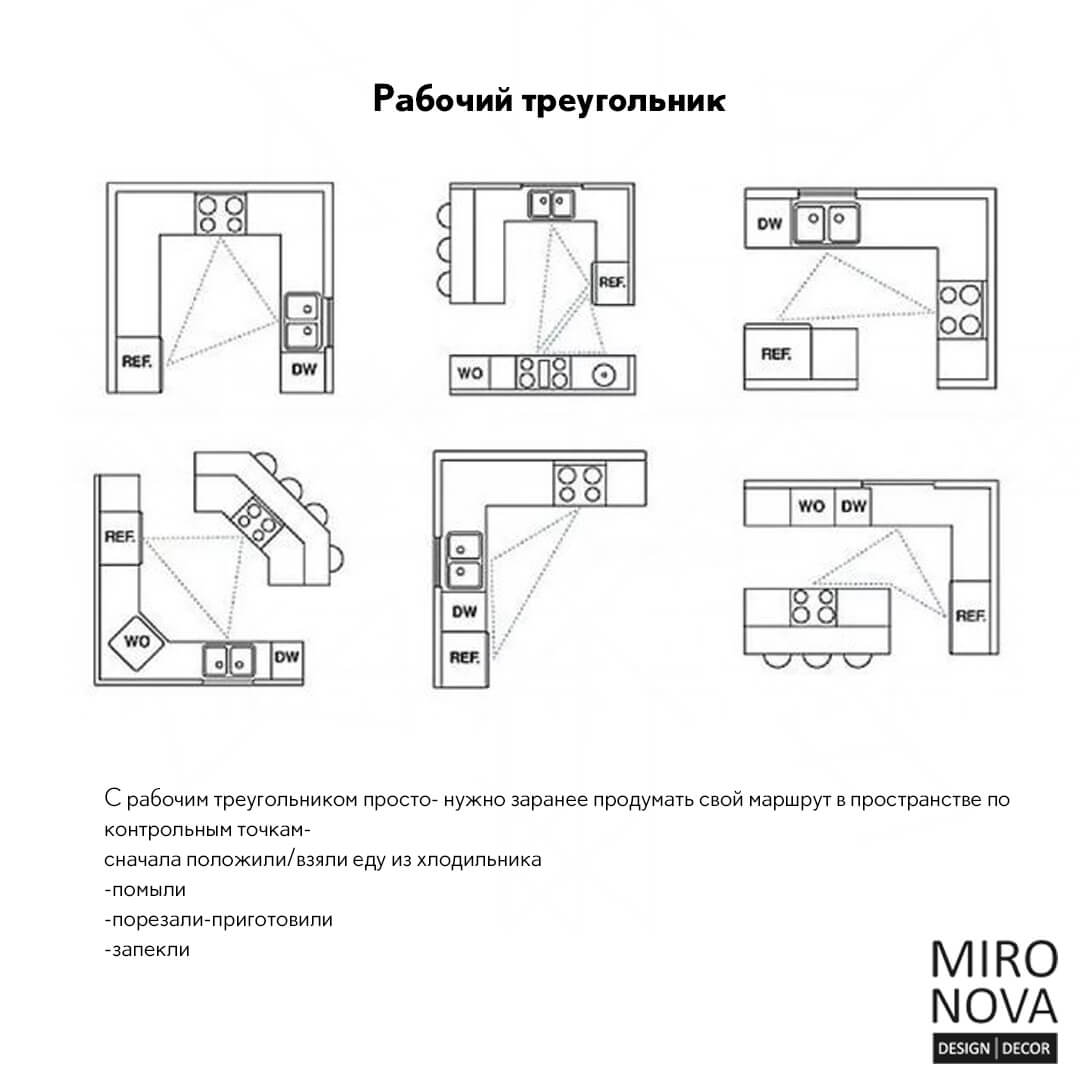 Рабочий треугольник
REF.
DW
REF.
WO
DW
REF.
REF.
WO
DW
DW
REF.
WO
DW
REF.
С рабочим треугольником просто- нужно заранее продумать свой маршрут в пространстве по
контрольным точкам-
сначала положили/взяли еду из хлодильника
-помыли
-порезали-приготовили
-запекли
MIRO
NOVA
DESIGN | DECOR